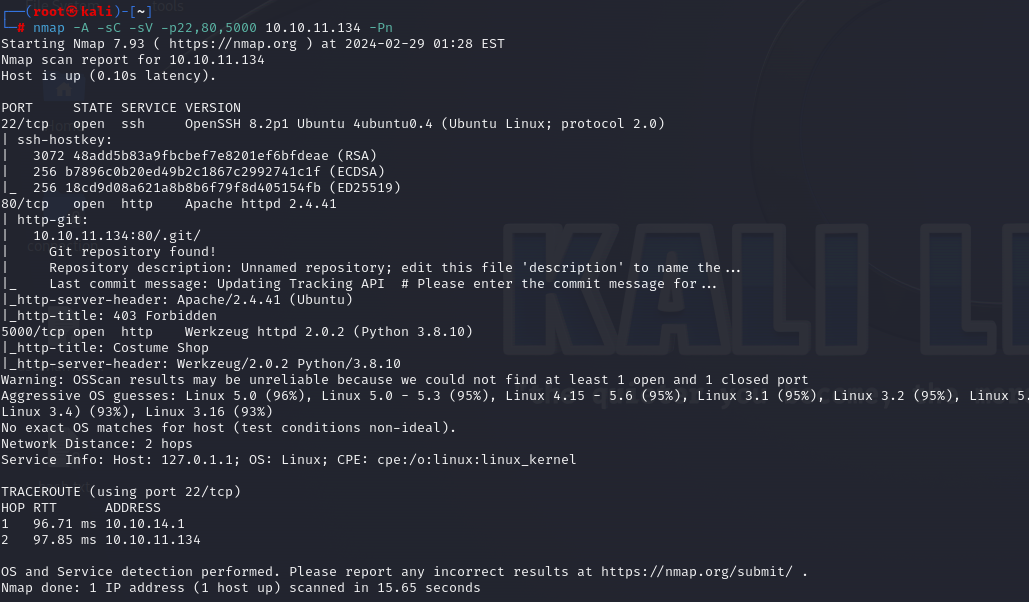 ┌──(root㉿kali)-[~]
└─# nmap -A -sC -sV -p22,80,5000 10.10.11.134 -Pn
Starting Nmap 7.93 ( https://nmap.org ) at 2024-02-29 01:28 EST
Nmap scan report for 10.10.11.134
Host is up (0.10s latency).

PORT     STATE SERVICE VERSION
22/tcp   open  ssh     OpenSSH 8.2p1 Ubuntu 4ubuntu0.4 (Ubuntu Linux; protocol 2.0)
| ssh-hostkey:
|   3072 48add5b83a9fbcbef7e8201ef6bfdeae (RSA)
|   256 b7896c0b20ed49b2c1867c2992741c1f (ECDSA)
|_  256 18cd9d08a621a8b8b6f79f8d405154fb (ED25519)
80/tcp   open  http    Apache httpd 2.4.41
| http-git:
|   10.10.11.134:80/.git/
|     Git repository found!
|     Repository description: Unnamed repository; edit this file 'description' to name the...
|_    Last commit message: Updating Tracking API  # Please enter the commit message for...
|_http-server-header: Apache/2.4.41 (Ubuntu)
|_http-title: 403 Forbidden
5000/tcp open  http    Werkzeug httpd 2.0.2 (Python 3.8.10)
|_http-title: Costume Shop
|_http-server-header: Werkzeug/2.0.2 Python/3.8.10
Warning: OSScan results may be unreliable because we could not find at least 1 open and 1 closed port
Aggressive OS guesses: Linux 5.0 (96%), Linux 5.0 - 5.3 (95%), Linux 4.15 - 5.6 (95%), Linux 3.1 (95%), Linux 3.2 (95%), Linux 5.
Linux 3.4) (93%), Linux 3.16 (93%)
No exact OS matches for host (test conditions non-ideal).
Network Distance: 2 hops
Service Info: Host: 127.0.1.1; OS: Linux; CPE: cpe:/o:linux:linux_kernel

TRACEROUTE (using port 22/tcp)
HOP RTT      ADDRESS
1   96.71 ms 10.10.14.1
2   97.85 ms 10.10.11.134

OS and Service detection performed. Please report any incorrect results at https://nmap.org/submit/ .
Nmap done: 1 IP address (1 host up) scanned in 15.65 seconds
KALI LI